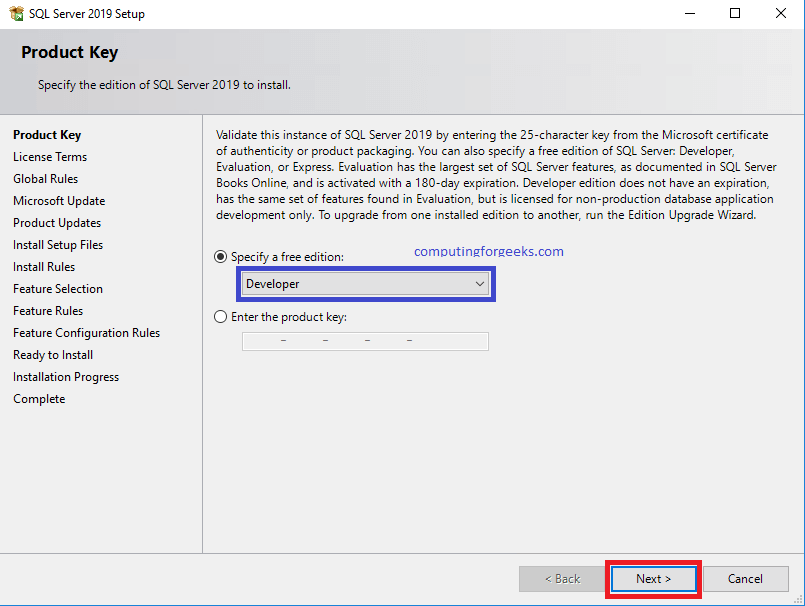 SQL Server 2019 Setup
Product Key
Specify the edition of SQL Server 2019 to install.
Product Key
License Terms
Global Rules
Microsoft Update
Product Updates
Install Setup Files
Install Rules
Feature Selection
Feature Rules
Feature Configuration Rules
Ready to Install
Installation Progress
Complete
Validate this instance of SQL Server 2019 by entering the 25-character key from the Microsoft certificate
of authenticity or product packaging. You can also specify a free edition of SQL Server: Developer,
Evaluation, or Express. Evaluation has the largest set of SQL Server features, as documented in SQL Server
Books Online, and is activated with a 180-day expiration. Developer edition does not have an expiration,
has the same set of features found in Evaluation, but is licensed for non-production database application
development only. To upgrade from one installed edition to another, run the Edition Upgrade Wizard.
Specify a free edition:
computingforgeeks.com
Developer
Enter the product key:
- - - -
< Back
Next >
Cancel